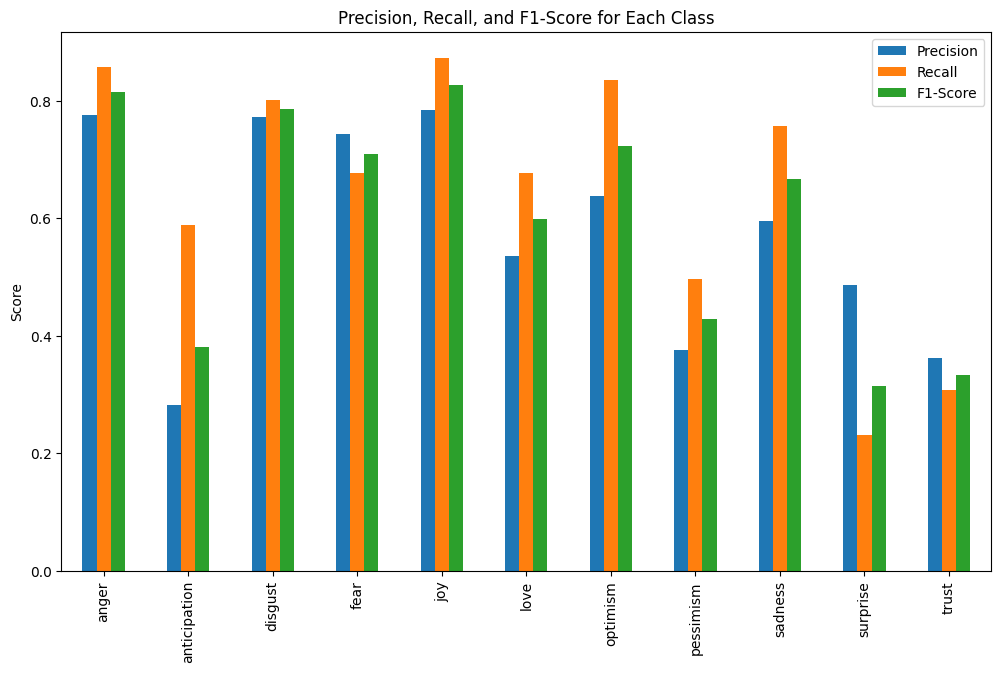 Precision, Recall, and F1-Score for Each Class
Precision
Recall
F1-Score
Score
0.8
0.6
0.4
0.2
0.0
anger
anticipation
disgust
fear
joy
love
optimism
pessimism
sadness
surprise
trust